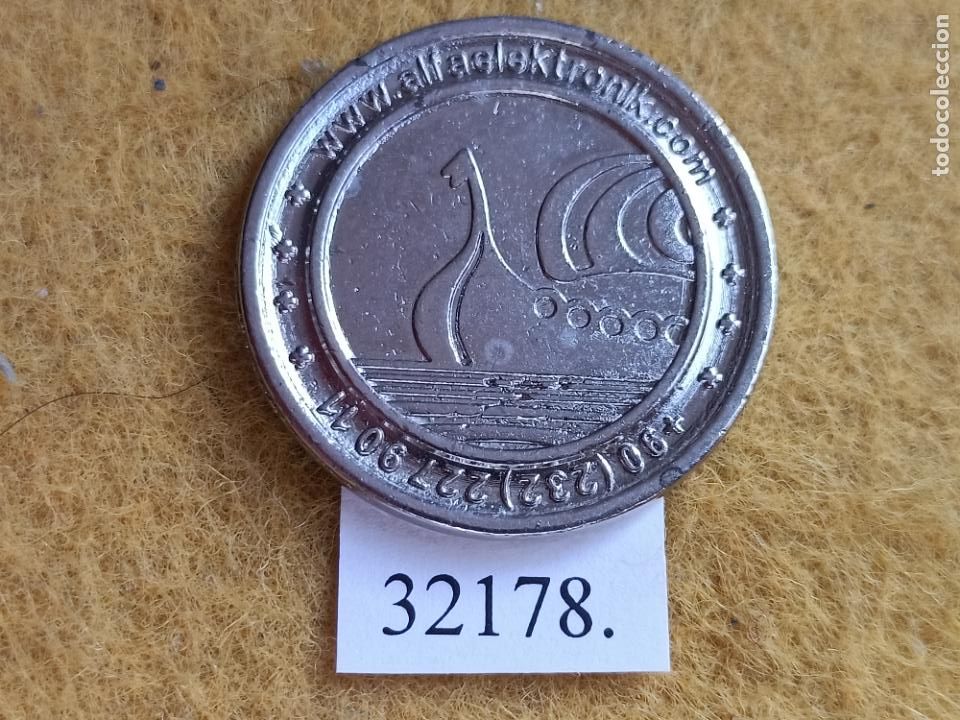 www.alfaelektronik.com
+90(232)227 90 11
32178.
todocoleccion